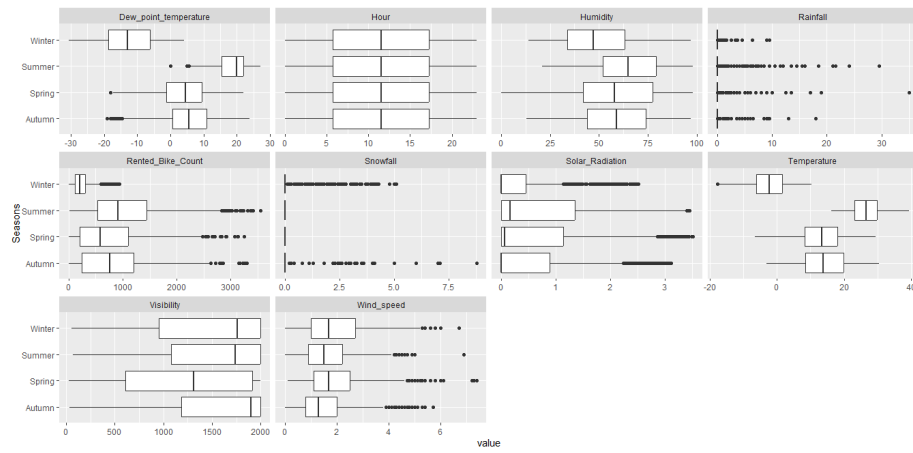 Dew_point_temperature
Hour
Humidity
Rainfall
Winter
Summer
Spring
Autumn
-30 -20 -10 0 10 20 30
0 5 10 15 20
0 25 50 75 100
0 10 20 30
Rented_Bike_Count
Snowfall
Solar_Radiation
Temperature
Seasons
Winter
Summer
Spring
Autumn
0 1000 2000 3000
0.0 2.5 5.0 7.5
0 1 2 3
-20 0 20 40
Visibility
Wind_speed
Winter
Summer
Spring
Autumn
0 500 1000 1500 2000
0 2 4 6
value